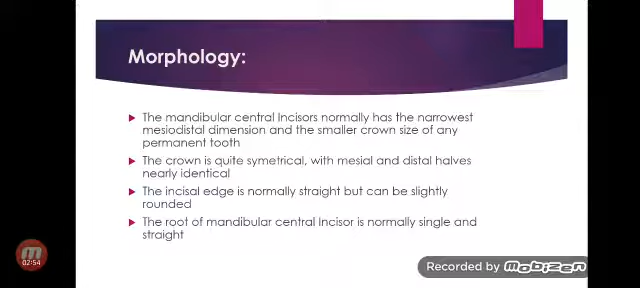 Morphology:
The mandibular central Incisors normally has the narrowest
mesiodistal dimension and the smaller crown size of any
permanent tooth
The crown is quite symetrical, with mesial and distal halves
nearly identical
The incisal edge is normally straight but can be slightly
rounded
The root of mandibular central Incisor is normally single and
straight
m
02:54
Recorded by mobizen